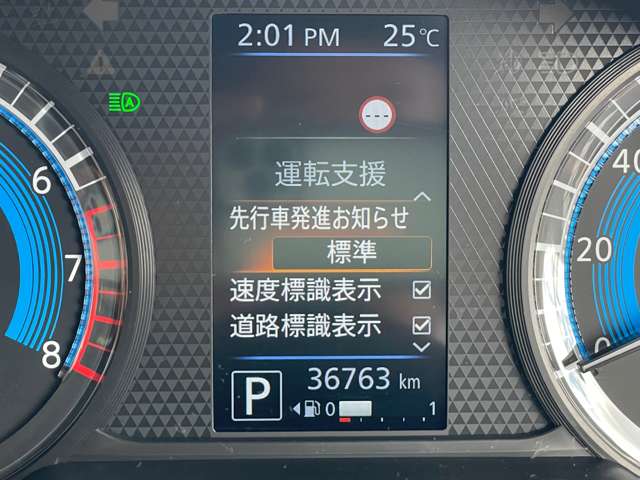 2:01 PM 25℃
---
運転支援
先行車発進お知らせ
標準
速度標識表示
道路標識表示
P 36763 km
0 1
A
6
7
8
40
20
0